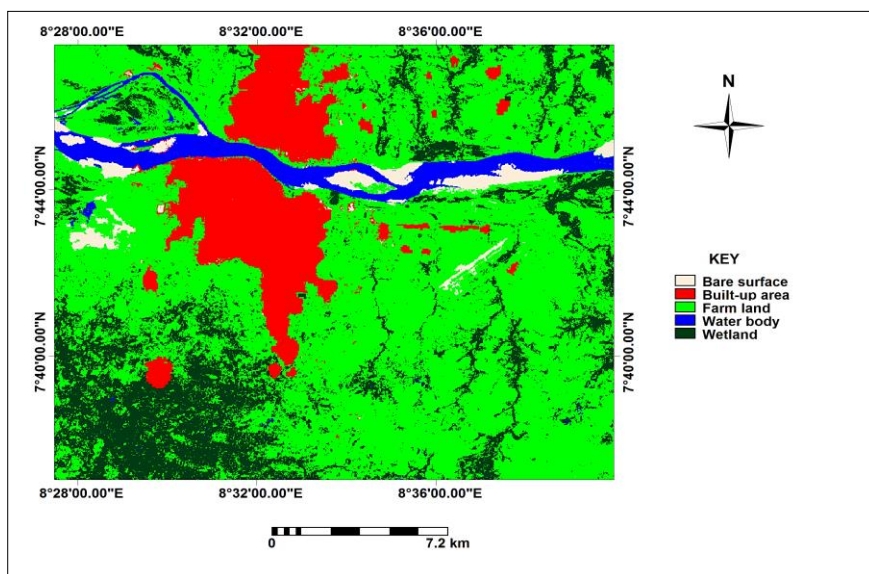 8°28'00.00"E 8°32'00.00"E 8°36'00.00"E
N
7°44'00.00"N 7°44'00.00"N
KEY
Bare surface
Built-up area
Farm land
Water body
Wetland
7°40'00.00"N 7°40'00.00"N
8°28'00.00"E 8°32'00.00"E 8°36'00.00"E
0 7.2 km